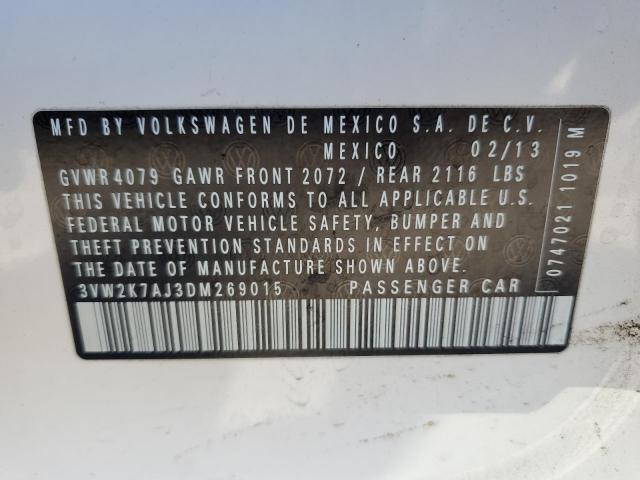 MFD BY VOLKSWAGEN DE MEXICO S.A. DE C.V.
MEXICO 02/13
GVWR 4079 GAWR FRONT 2072 / REAR 2116 LBS
THIS VEHICLE CONFORMS TO ALL APPLICABLE U.S.
FEDERAL MOTOR VEHICLE SAFETY, BUMPER AND
THEFT PREVENTION STANDARDS IN EFFECT ON
THE DATE OF MANUFACTURE SHOWN ABOVE.
3VW2K7AJ3DM269015 PASSENGER CAR
0747021 1019 M